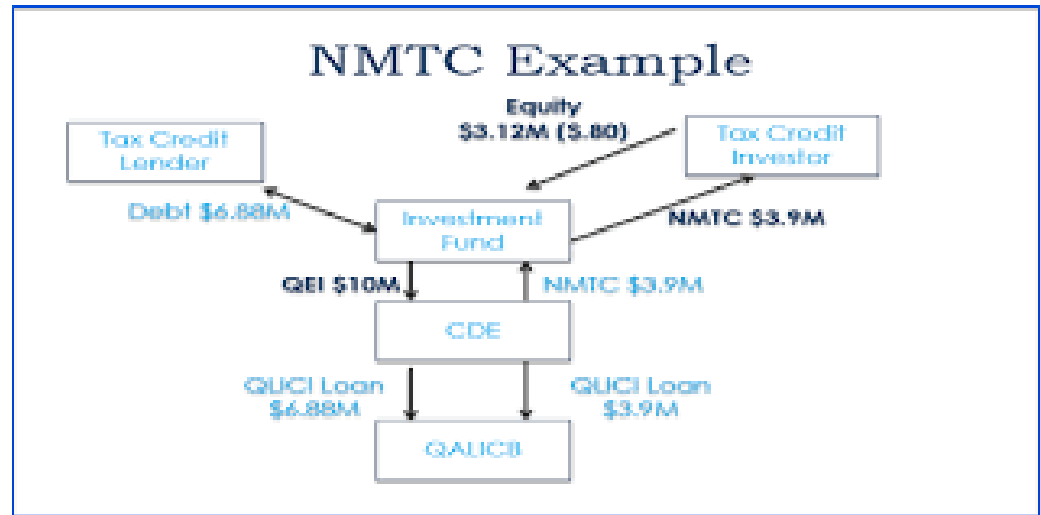 NMTC Example
Equity
$3.12M ($.80)
Tax Credit
Lender
Tax Credit
Investor
Debt $6.88M
Investment
Fund
NMTC $3.9M
QEI $10M
NMTC $3.9M
CDE
QLICI Loan
$6.88M
QLICI Loan
$3.9M
QALICB